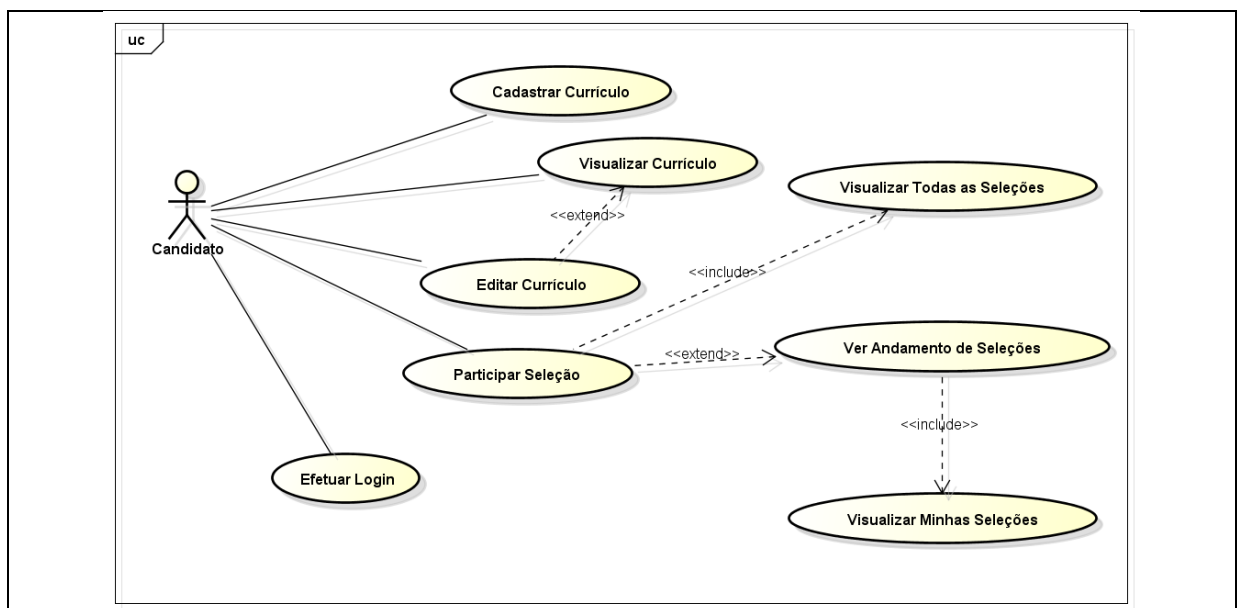 uc
Cadastrar Currículo
Visualizar Currículo
Visualizar Todas as Seleções
<<extend>>
Candidato
<<include>>
Editar Currículo
Ver Andamento de Seleções
<<extend>>
Participar Seleção
<<include>>
Efetuar Login
Visualizar Minhas Seleções